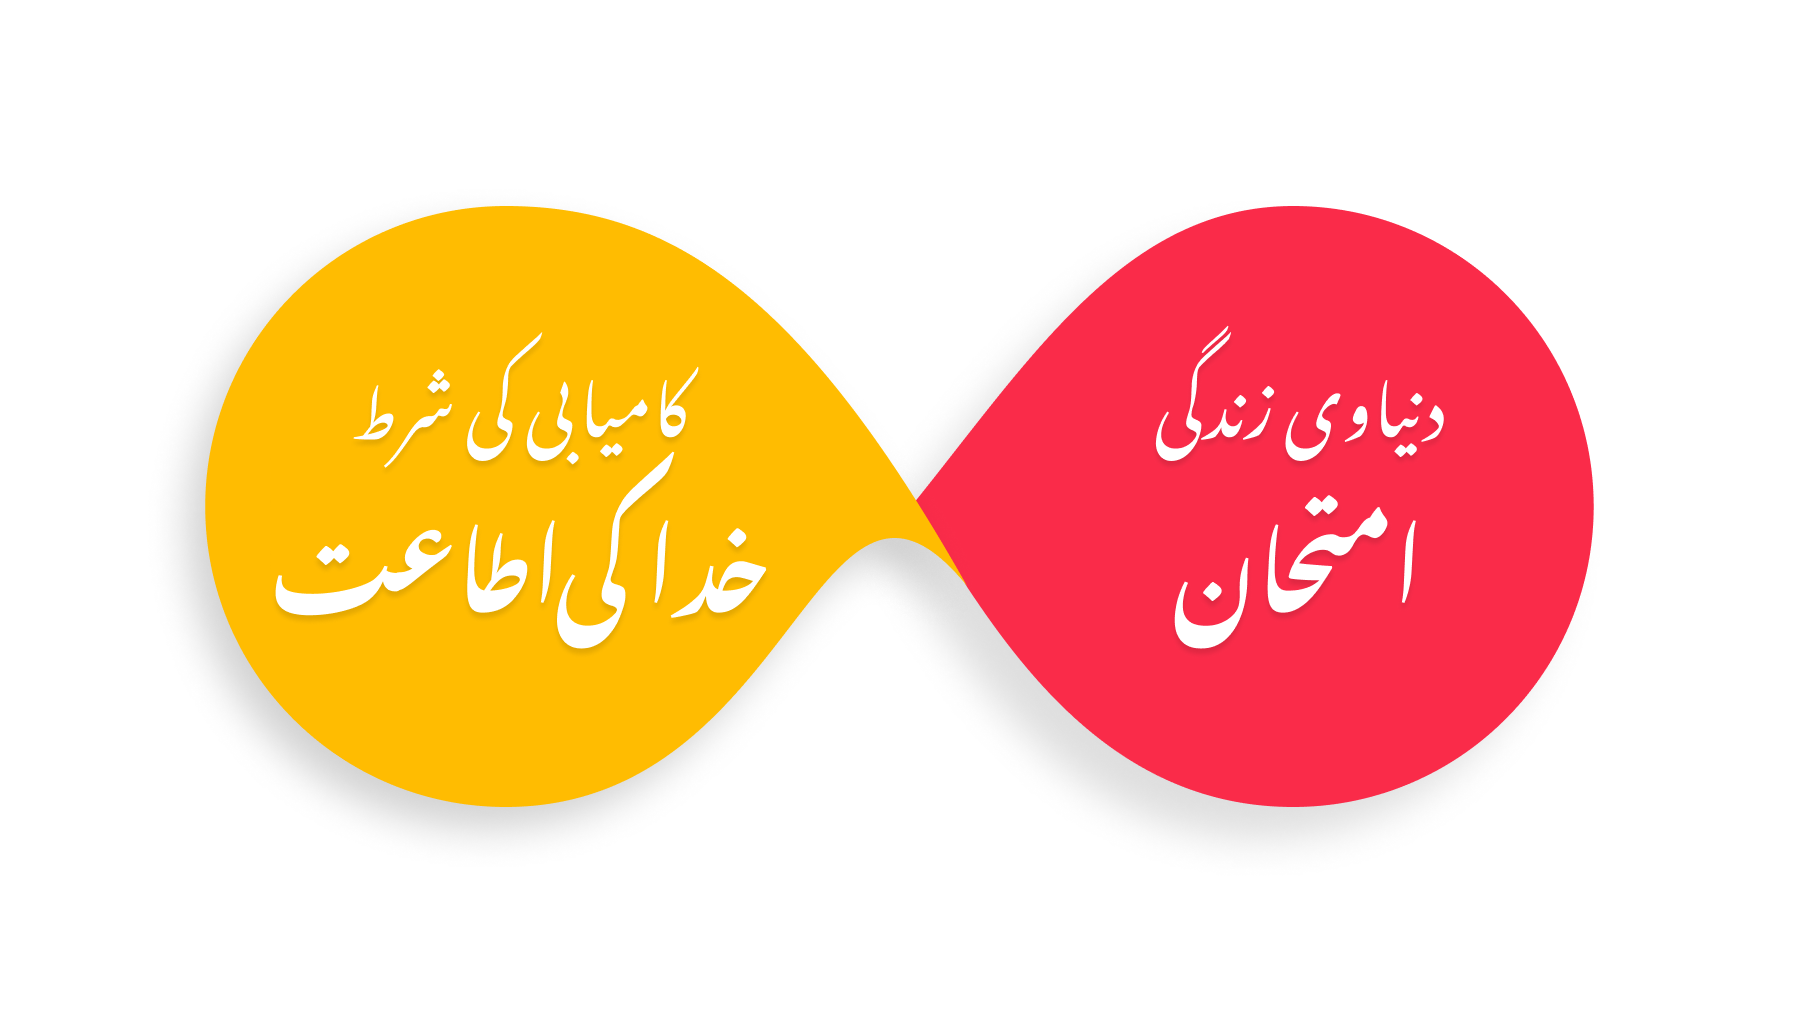 دنیاوی زندگی
امتحان
کامیابی کی شرط
خدا کی اطاعت